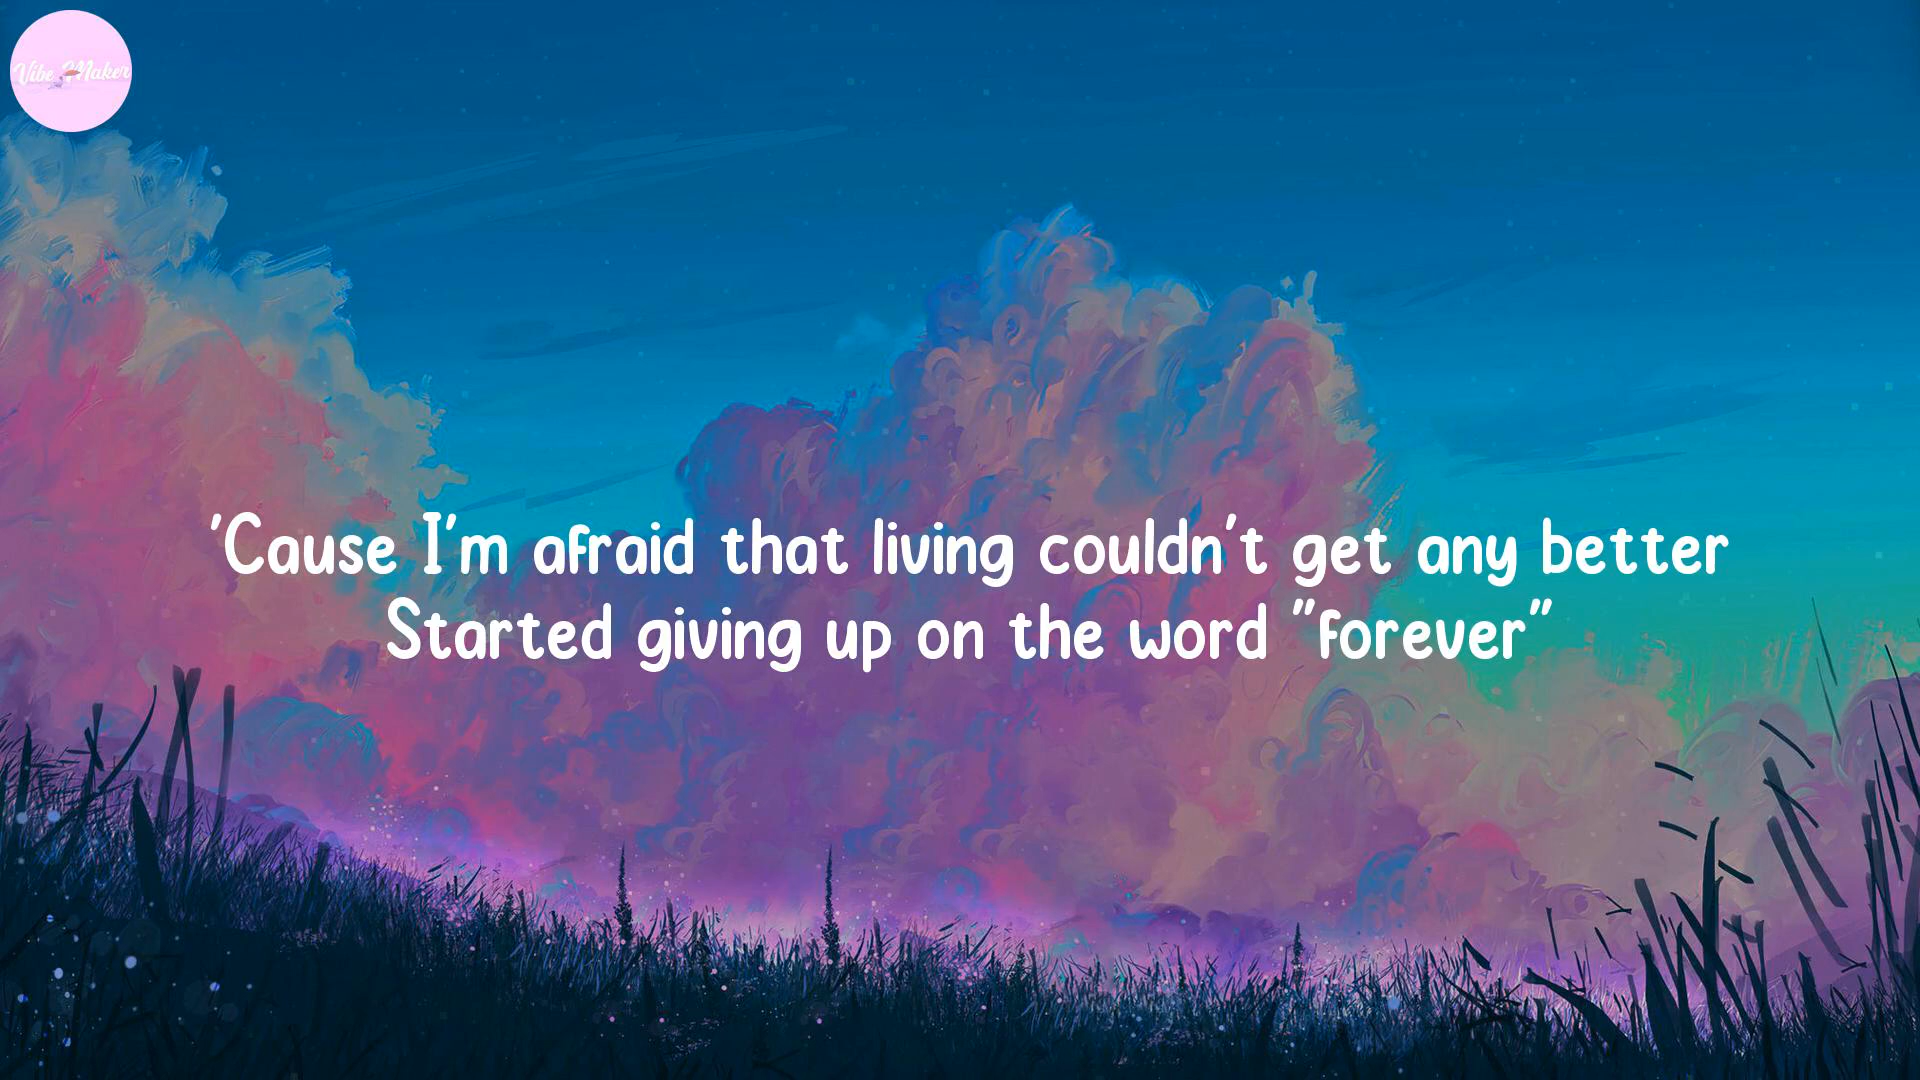 Vibe Maker
'Cause I'm afraid that living couldn't get any better
Started giving up on the word "forever"